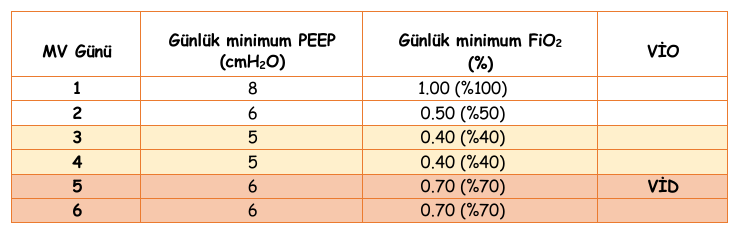 MV Günü Günlük minimum PEEP (cmH₂O) Günlük minimum FiO₂ (%) VİO
1 8 1.00 (%100)
2 6 0.50 (%50)
3 5 0.40 (%40)
4 5 0.40 (%40)
5 6 0.70 (%70) VİD
6 6 0.70 (%70)